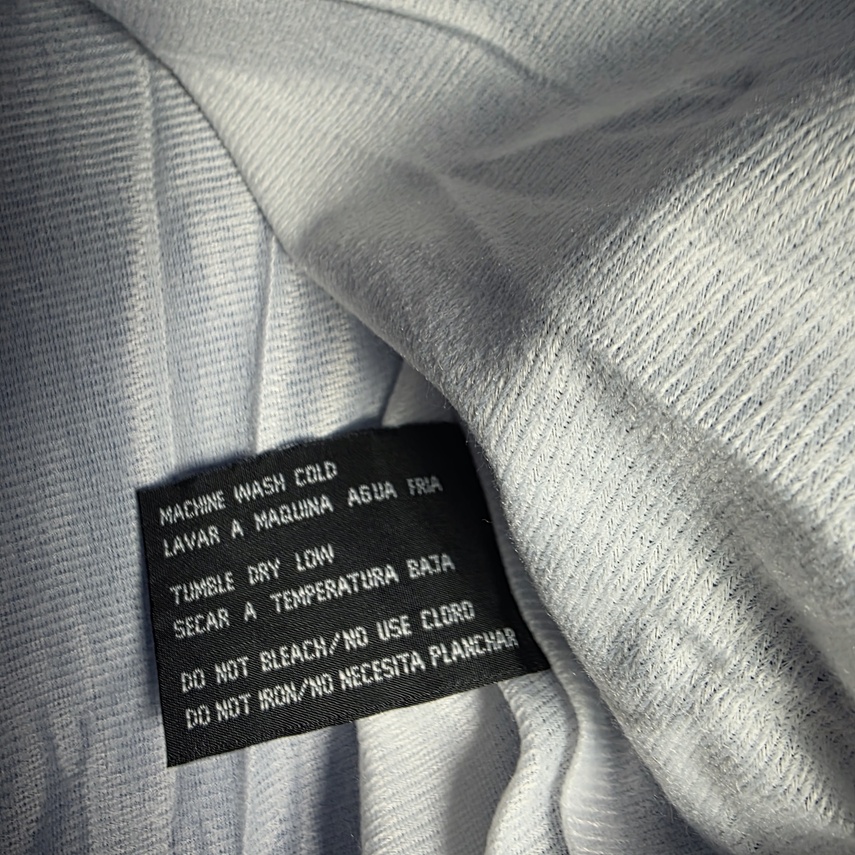 MACHINE WASH COLD
LAVAR A MAQUINA AGUA FRIA
TUMBLE DRY LOW
SECAR A TEMPERATURA BAJA
DO NOT BLEACH/NO USE CLORO
DO NOT IRON/NO NECESITA PLANCHAR